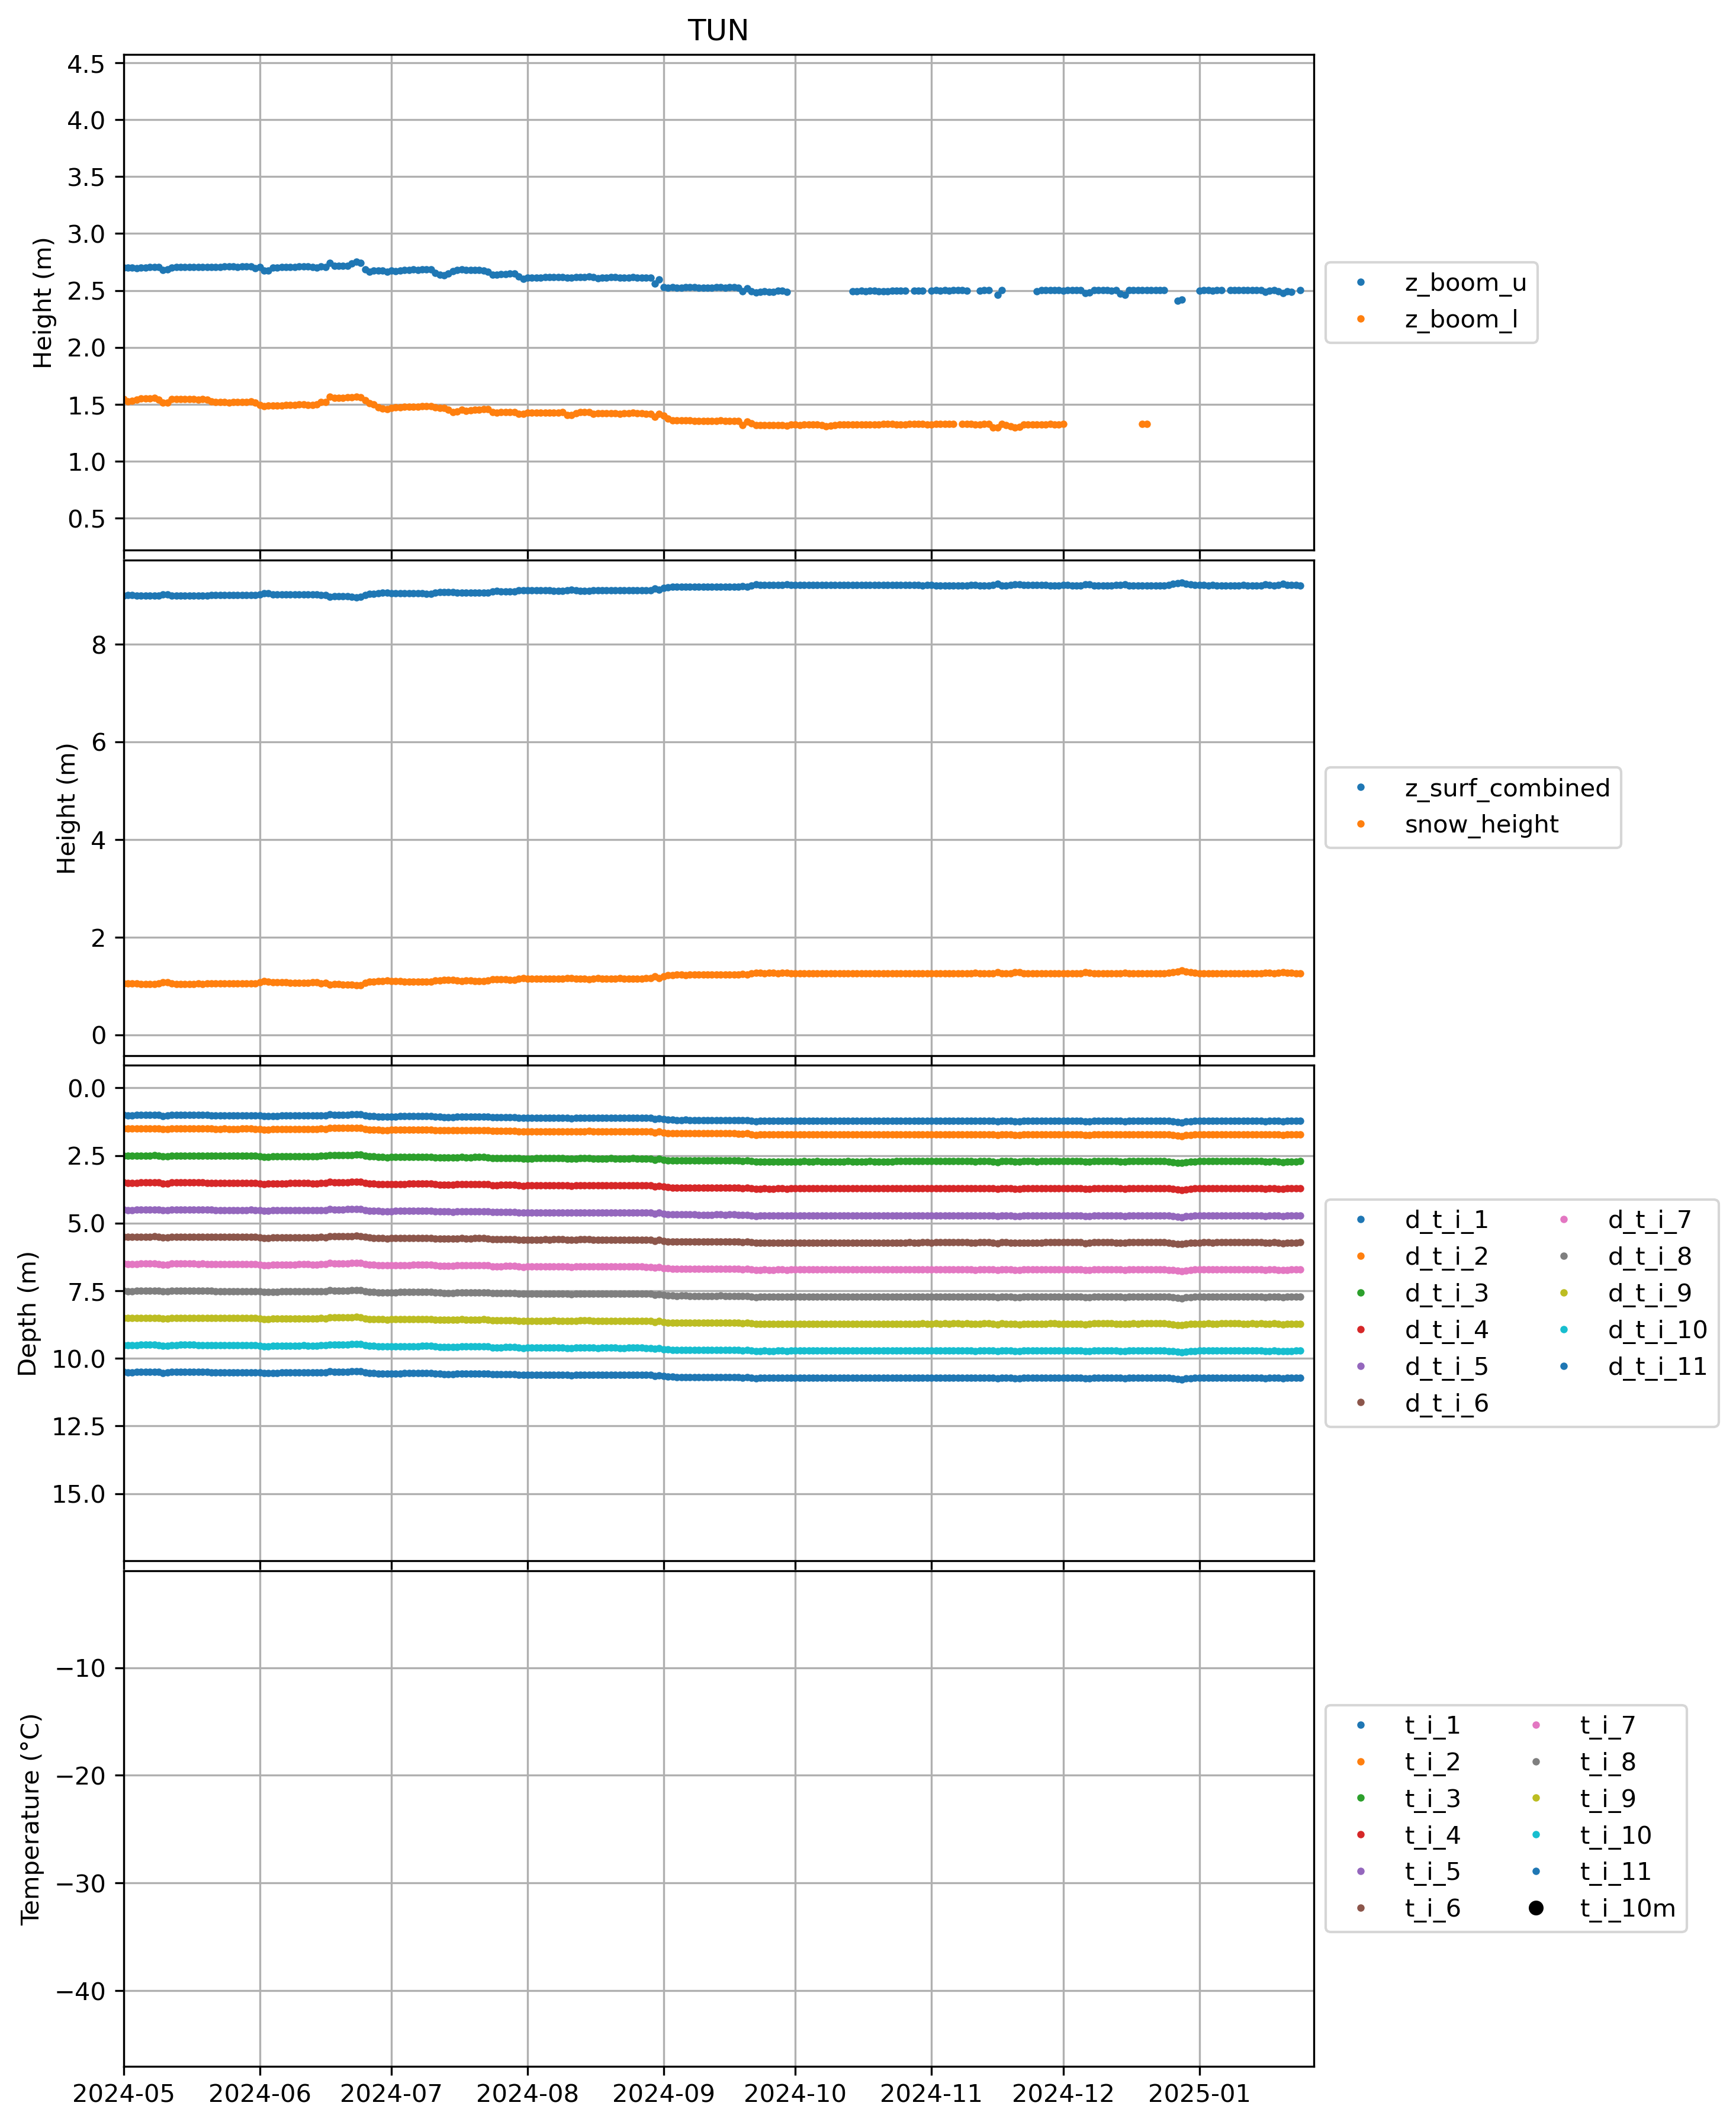 TUN
4.5
4.0
3.5
3.0
2.5
2.0
1.5
1.0
0.5
Height (m)
z_boom_u
z_boom_l
8
6
4
2
0
Height (m)
z_surf_combined
snow_height
0.0
2.5
5.0
7.5
10.0
12.5
15.0
Depth (m)
d_t_i_1
d_t_i_2
d_t_i_3
d_t_i_4
d_t_i_5
d_t_i_6
d_t_i_7
d_t_i_8
d_t_i_9
d_t_i_10
d_t_i_11
−10
−20
−30
−40
Temperature (°C)
t_i_1
t_i_2
t_i_3
t_i_4
t_i_5
t_i_6
t_i_7
t_i_8
t_i_9
t_i_10
t_i_11
t_i_10m
2024-05 2024-06 2024-07 2024-08 2024-09 2024-10 2024-11 2024-12 2025-01